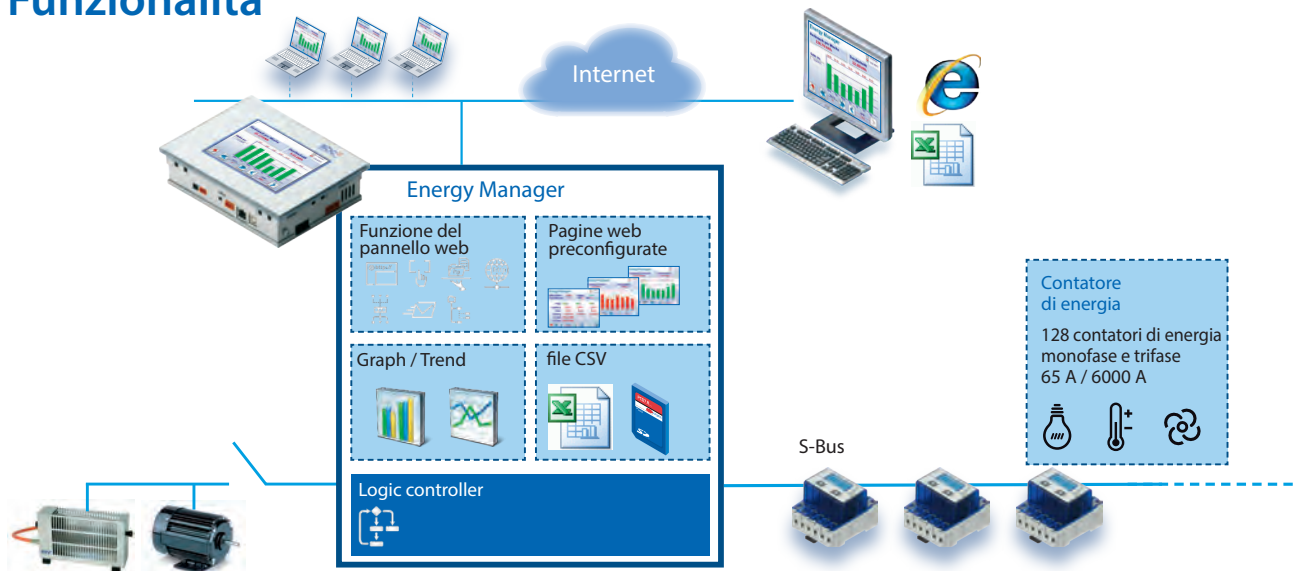 Funzionalità
Internet
Energy Manager
Funzione del
pannello web
Pagine web
preconfigurate
Graph / Trend
file CSV
Logic controller
S-Bus
Contatore
di energia
128 contatori di energia
monofase e trifase
65 A / 6000 A